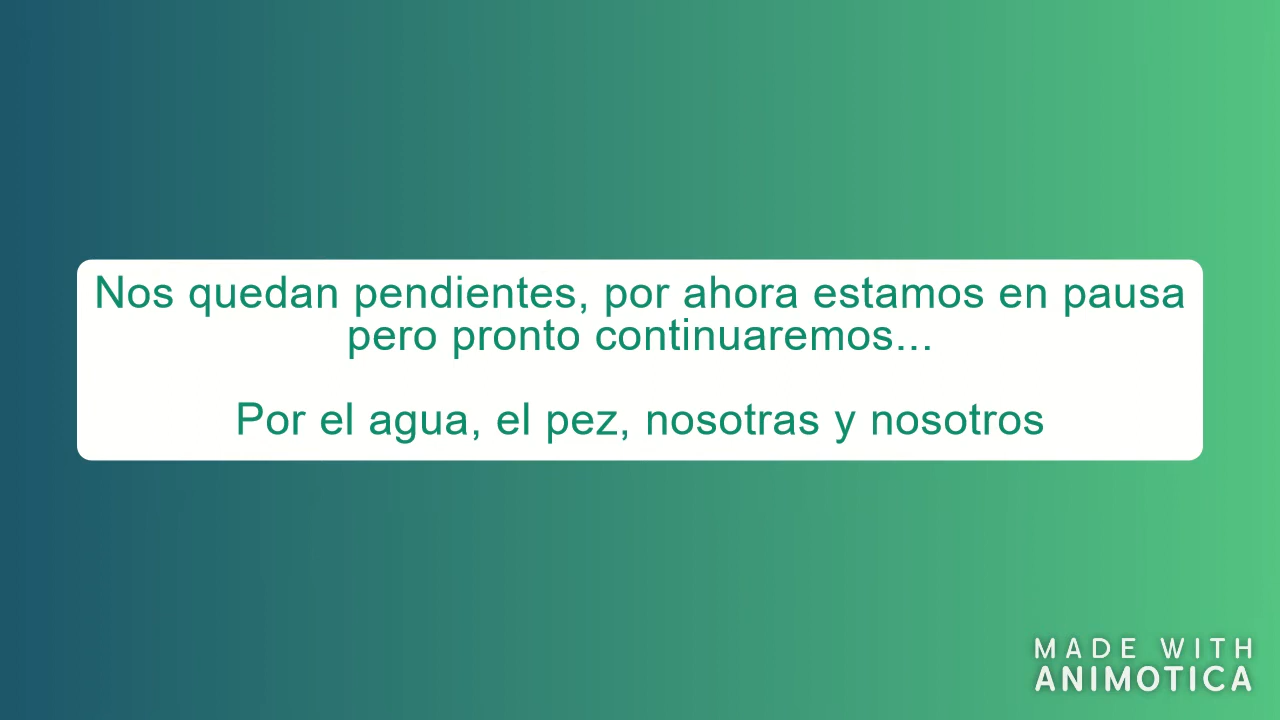 Nos quedan pendientes, por ahora estamos en pausa
pero pronto continuaremos...
Por el agua, el pez, nosotras y nosotros
MADE WITH
ANIMOTICA